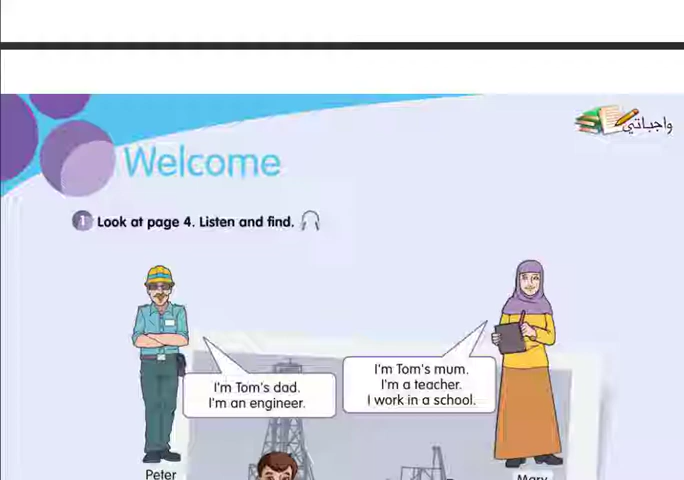 واجباتي
Welcome
1 Look at page 4. Listen and find.
I'm Tom's dad.
I'm an engineer.
I'm Tom's mum.
I'm a teacher.
I work in a school.
Peter
Mary